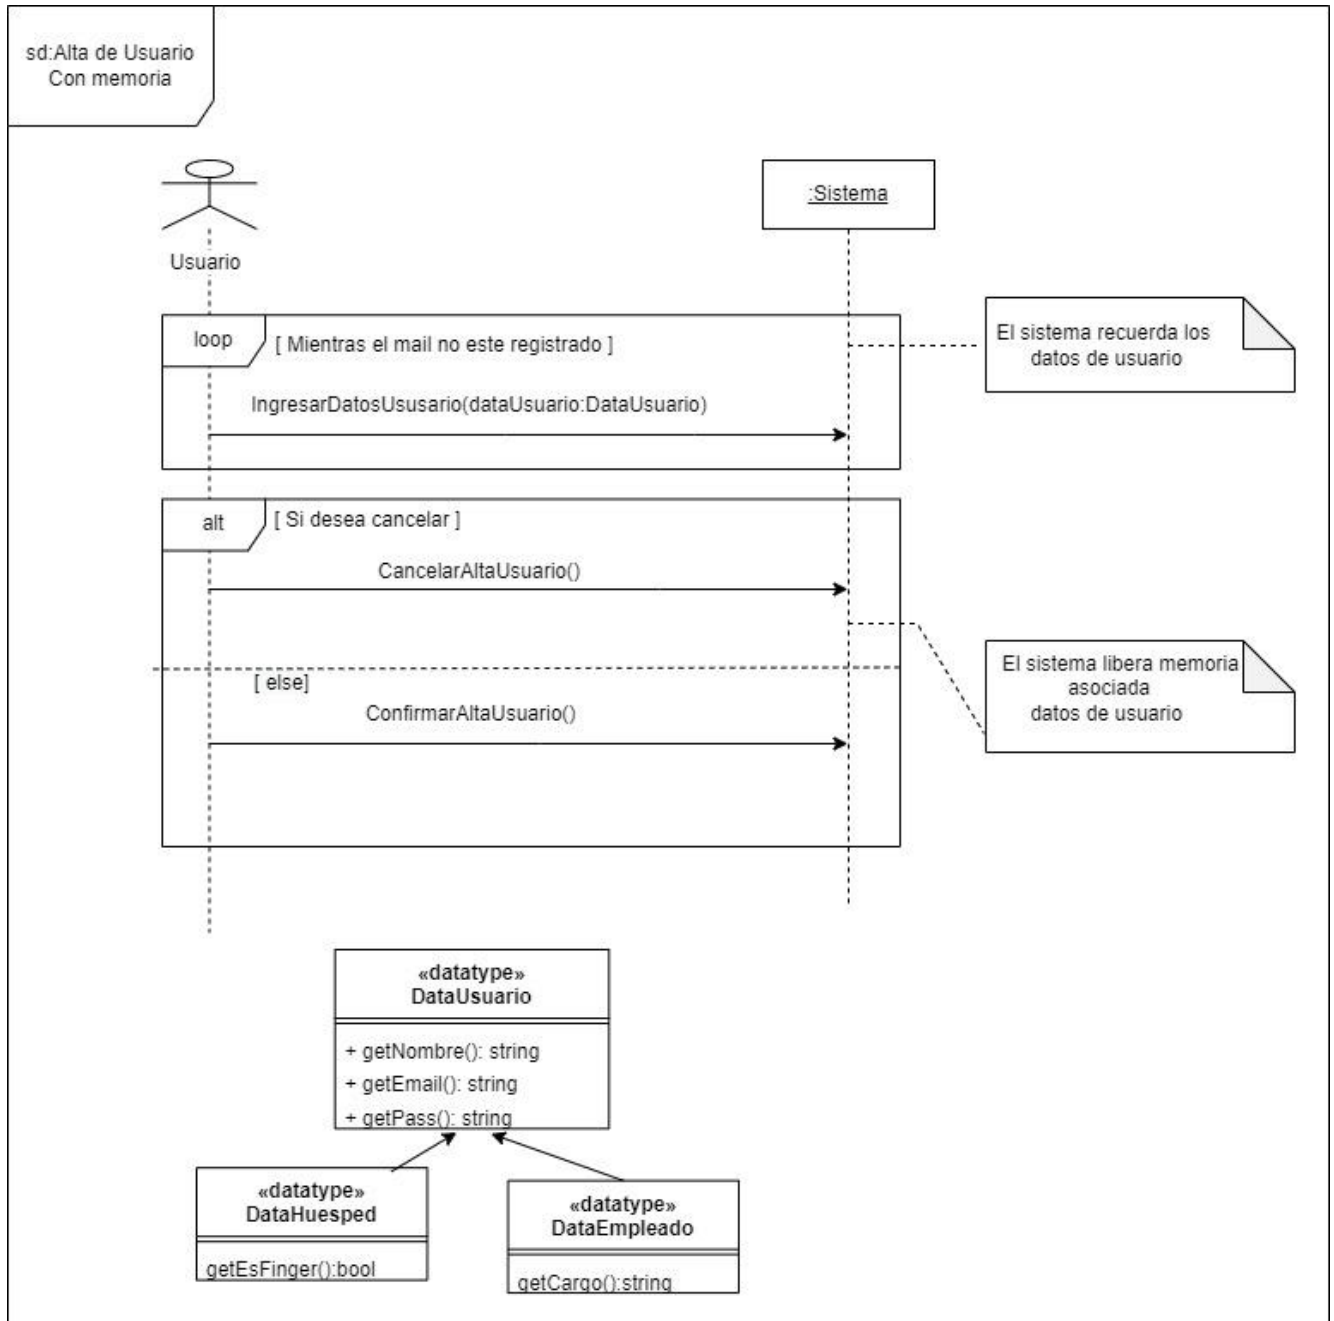 sd:Alta de Usuario
Con memoria
:Sistema
Usuario
loop
[ Mientras el mail no este registrado ]
El sistema recuerda los
datos de usuario
IngresarDatosUsusario(dataUsuario:DataUsuario)
alt
[ Si desea cancelar ]
CancelarAltaUsuario()
El sistema libera memoria
asociada
datos de usuario
[ else]
ConfirmarAltaUsuario()
«datatype»
DataUsuario
+ getNombre(): string
+ getEmail(): string
+ getPass(): string
«datatype»
DataHuesped
getEsFinger():bool
«datatype»
DataEmpleado
getCargo():string